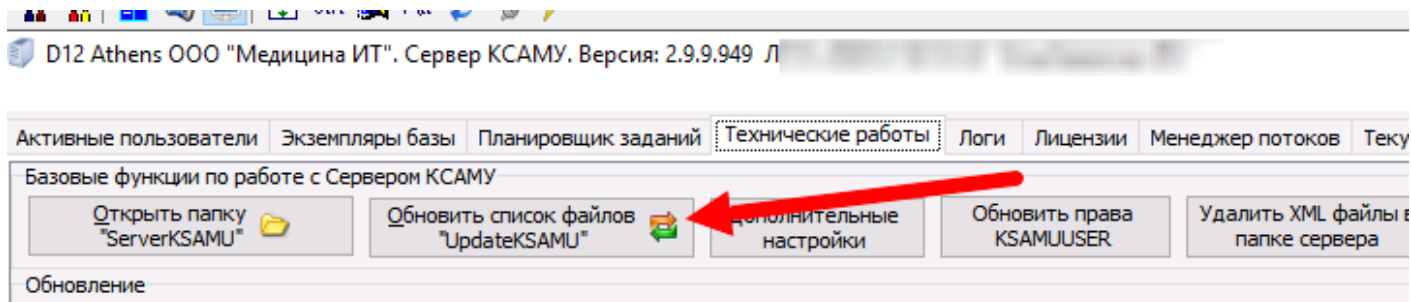 D12 Athens ООО "Медицина ИТ". Сервер КСАМУ. Версия: 2.9.9.949 Л
Активные пользователи Экземпляры базы Планировщик заданий Технические работы Логи Лицензии Менеджер потоков Теку
Базовые функции по работе с Сервером КСАМУ
Открыть папку Обновить список файлов Дополнительные Обновить права Удалить XML файлы в
"ServerKSAMU" "UpdateKSAMU" настройки KSAMUUSER папке сервера
Обновление